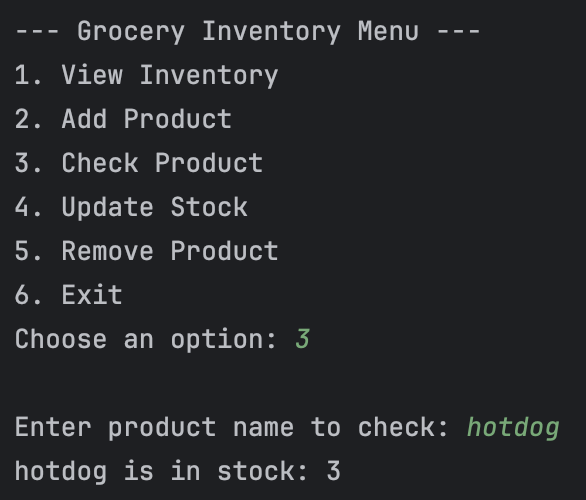 --- Grocery Inventory Menu ---
1. View Inventory
2. Add Product
3. Check Product
4. Update Stock
5. Remove Product
6. Exit
Choose an option: 3
Enter product name to check: hotdog
hotdog is in stock: 3